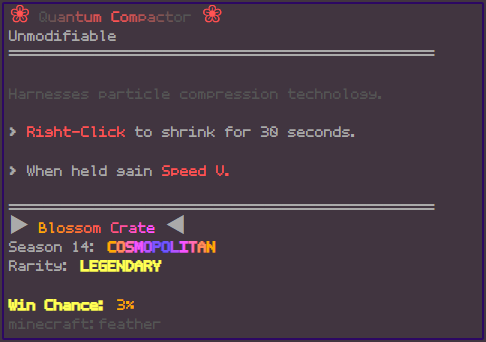 ❀ Quantum Compactor ❀
Unmodifiable
Harnesses particle compression technology.
> Right-Click to shrink for 30 seconds.
> When held gain Speed V.
▶ Blossom Crate ◀
Season 14: COSMOPOLITAN
Rarity: LEGENDARY
Win Chance: 3%
minecraft:feather